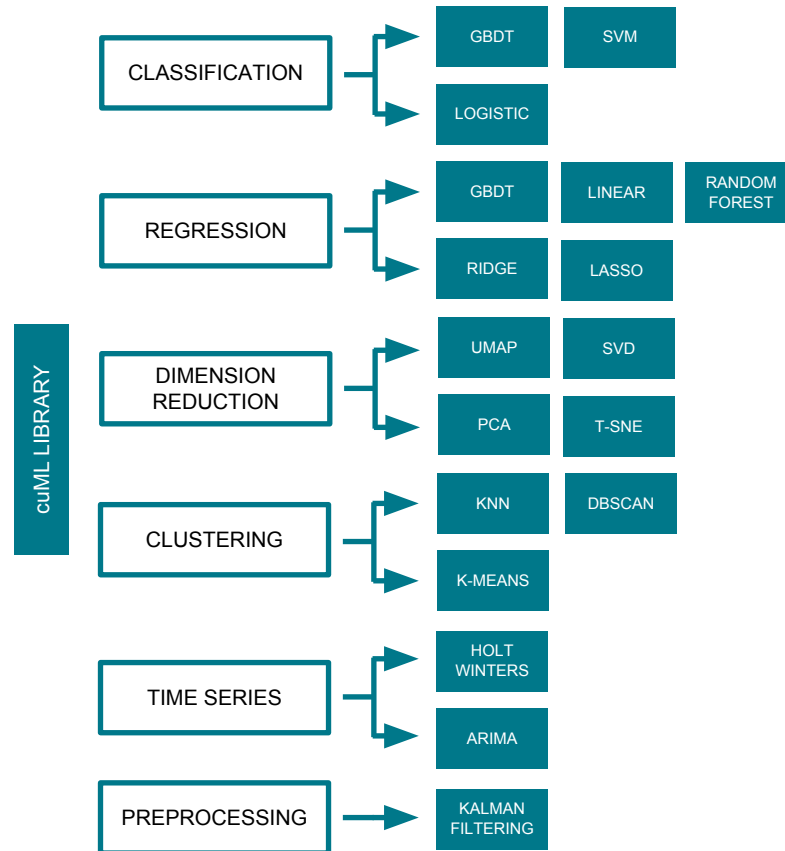 cuML LIBRARY
CLASSIFICATION
GBDT
SVM
LOGISTIC
REGRESSION
GBDT
LINEAR
RANDOM
FOREST
RIDGE
LASSO
DIMENSION
REDUCTION
UMAP
SVD
PCA
T-SNE
CLUSTERING
KNN
DBSCAN
K-MEANS
TIME SERIES
HOLT
WINTERS
ARIMA
PREPROCESSING
KALMAN
FILTERING